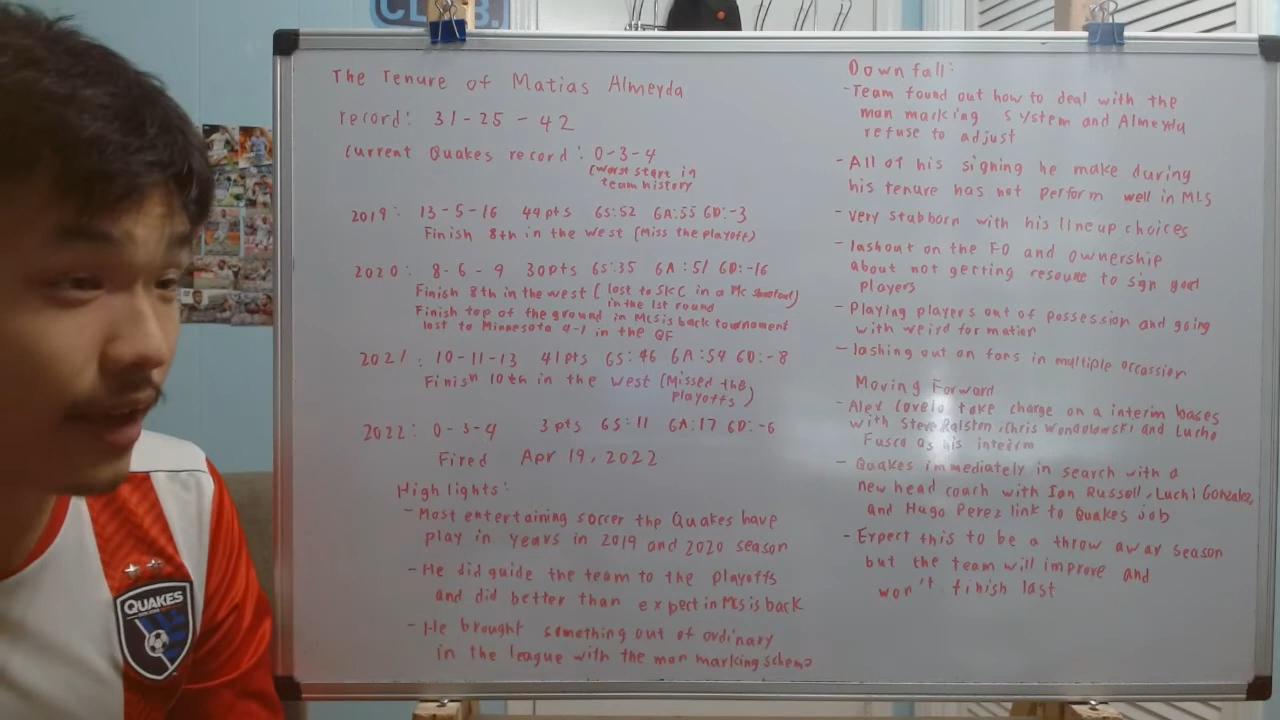 CLUB.
The Tenure of Matias Almeyda
record: 31-25-42
Current Quakes record: 0-3-4
(worst start in
team history
2019: 13-5-16 44pts GS:52 GA:55 GD:-3
Finish 8th in the west (Miss the playoff)
2020: 8-6-9 30pts GS:35 GA:51 GD:-16
Finish 8th in the west (lost to SKC in a PK shootout)
in the 1st round
Finish top of the ground in MLS is back tournament
lost to Minnesota 4-1 in the QF
2021: 10-11-13 41pts GS:46 GA:54 GD:-8
Finish 10th in the west (Missed the
playoffs)
2022: 0-3-4 3pts GS:11 GA:17 GD:-6
Fired Apr 19, 2022
Highlights:
- Most entertaining soccer the Quakes have
play in years in 2019 and 2020 season
- He did guide the team to the playoffs
and did better than expect in MLS is back
- He brought something out of ordinary
in the league with the man marking scheme
Downfall:
- Team found out how to deal with the
man marking system and Almeyda
refuse to adjust
- All of his signing he make during
his tenure has not perform well in MLS
- very stubborn with his lineup choices
- lashout on the FO and ownership
about not getting resource to sign good
players
- Playing players out of possession and going
with weird formation
- lashing out on fans in multiple occassion
Moving Forward
- Alex Covelo take charge on a interim bases
with Steve Ralston, Chris Wondolowski and Lucho
Fusco as his interim
- Quakes immediately in search with a
new head coach with Ian Russell, Luchi Gonzalez,
and Hugo Perez link to Quakes job
- Expect this to be a throw away season
but the team will improve and
won't finish last
QUAKES